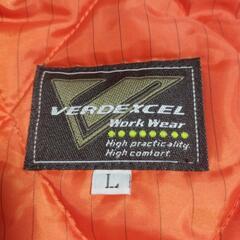 VERDEXCEL
Work Wear
High practicality.
High comfort.
L